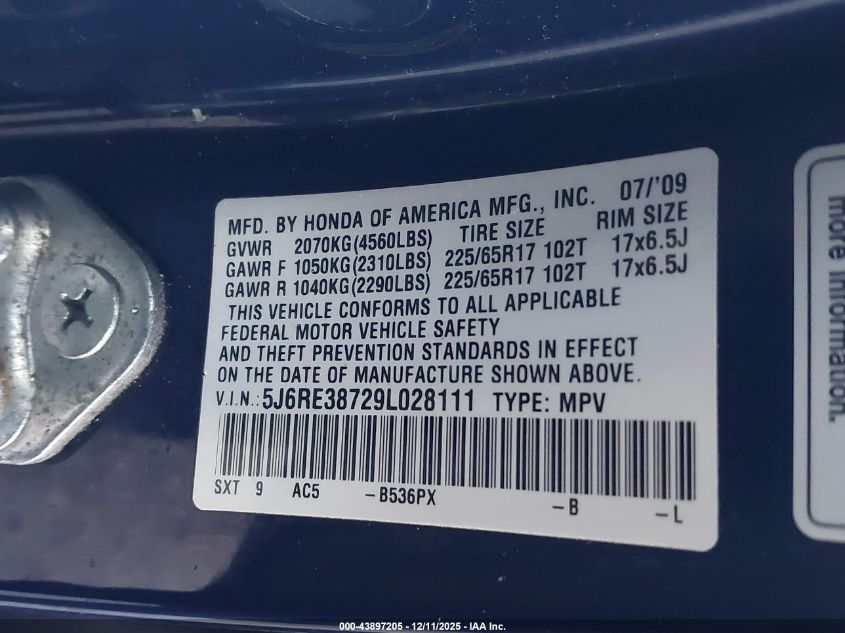 MFD. BY HONDA OF AMERICA MFG., INC. 07/'09
GVWR 2070KG(4560LBS) TIRE SIZE RIM SIZE
GAWR F 1050KG(2310LBS) 225/65R17 102T 17x6.5J
GAWR R 1040KG(2290LBS) 225/65R17 102T 17x6.5J
THIS VEHICLE CONFORMS TO ALL APPLICABLE
FEDERAL MOTOR VEHICLE SAFETY
AND THEFT PREVENTION STANDARDS IN EFFECT
ON THE DATE OF MANUFACTURE SHOWN ABOVE.
V.I.N.: 5J6RE38729L028111 TYPE: MPV
SXT 9 AC5 -B536PX -B -L
more information.
000-43897205 - 12/11/2025 - IAA Inc.